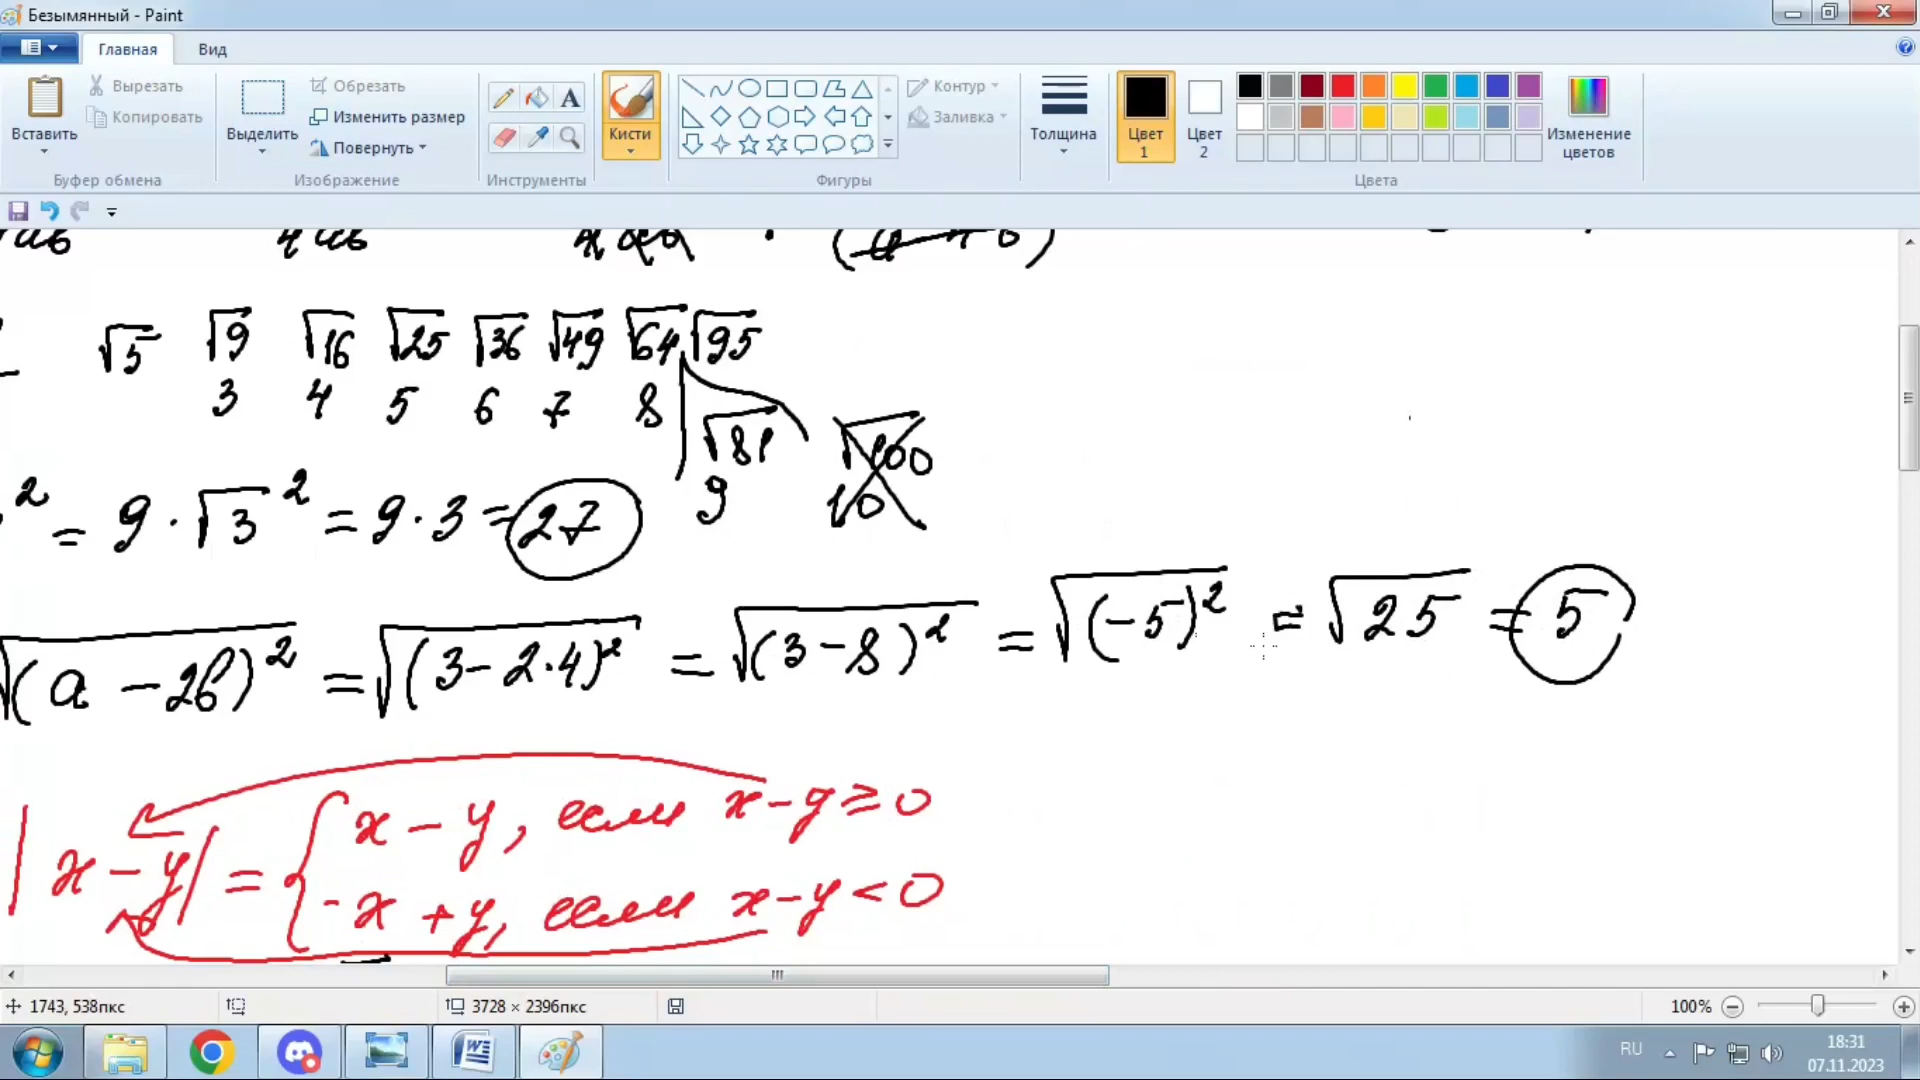 Безымянный - Paint
Главная Вид
Вставить
Вырезать
Копировать
Буфер обмена
Выделить
Обрезать
Изменить размер
Повернуть
Изображение
Инструменты
Кисти
Контур
Заливка
Фигуры
Толщина
Цвет 1
Цвет 2
Изменение цветов
Цвета
√5 √9 √16 √25 √36 √49 √64 √95
3 4 5 6 7 8
√81 √100
9 10
² = 9 · √3² = 9 · 3 = 27
√(a - 2б)² = √(3 - 2·4)² = √(3 - 8)² = √(-5)² = √25 = 5
|x - y| = { x - y, если x - y ≥ 0
-x + y, если x - y < 0
1743, 538пкс 3728 × 2396пкс 100%
RU 18:31
07.11.2023